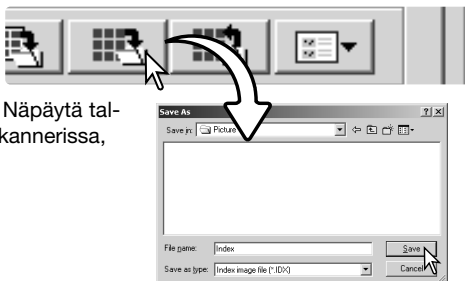 Näpäytä tal-
kannerissa,
Save As
Save in: Picture
File name: Index
Save
Save as type: Index image file (*.IDX)
Cancel